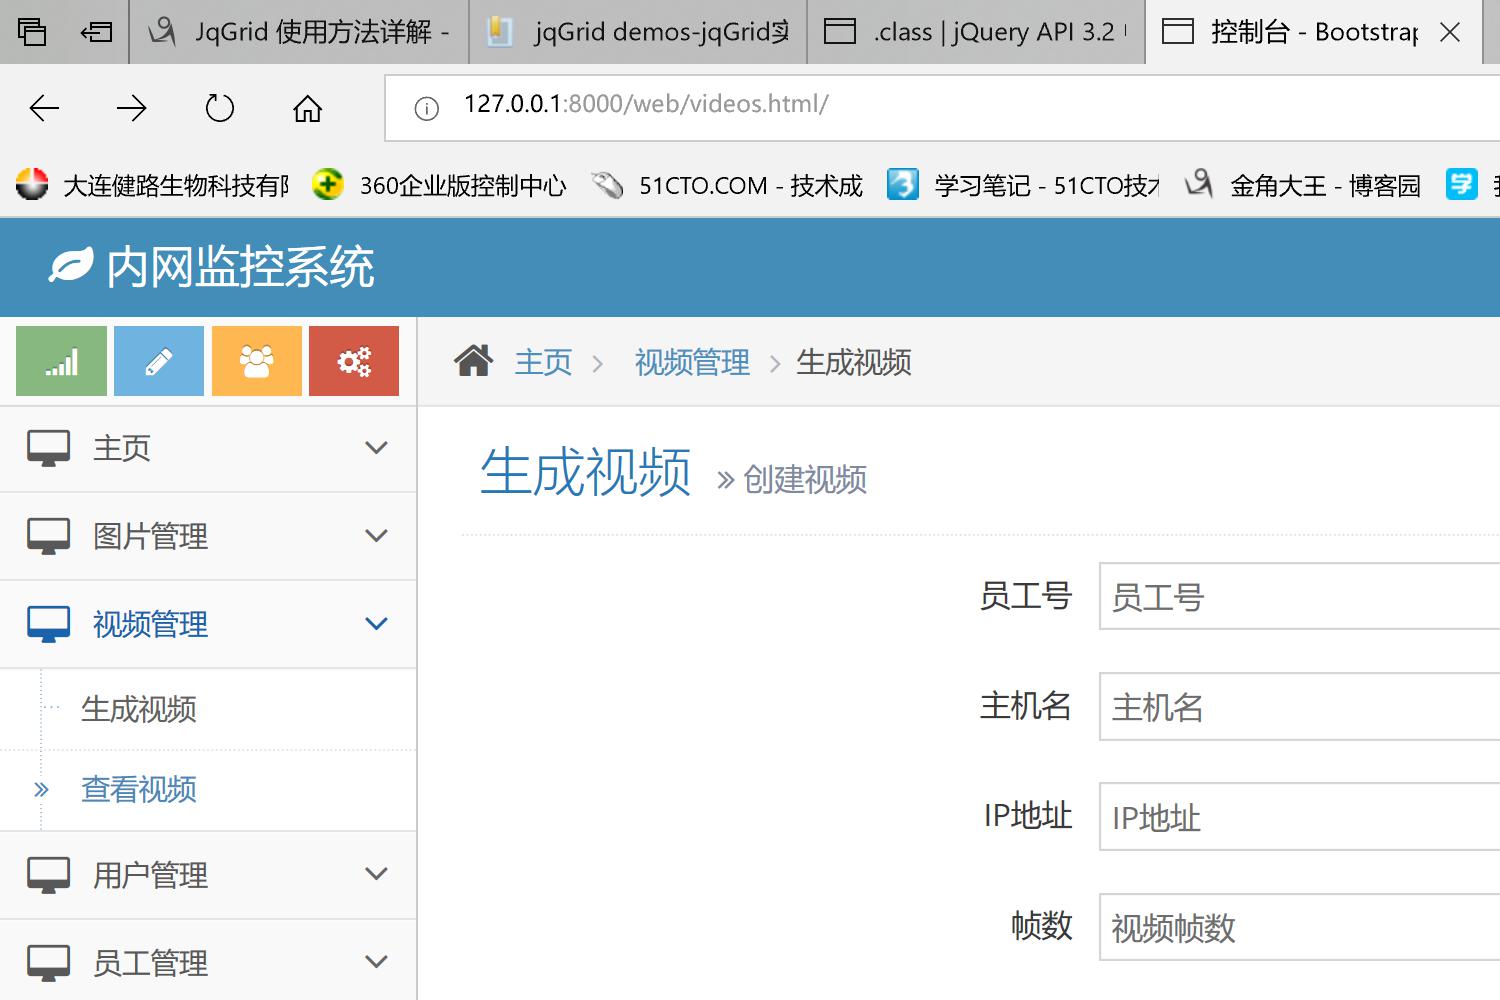 JqGrid 使用方法详解 -
jqGrid demos-jqGrid实
.class | jQuery API 3.2
控制台 - Bootstrap
127.0.0.1:8000/web/videos.html/
大连健路生物科技有限
360企业版控制中心
51CTO.COM - 技术成
学习笔记 - 51CTO技术
金角大王 - 博客园
学
内网监控系统
主页
视频管理
生成视频
主页
图片管理
视频管理
生成视频
查看视频
用户管理
员工管理
生成视频 » 创建视频
员工号 员工号
主机名 主机名
IP地址 IP地址
帧数 视频帧数